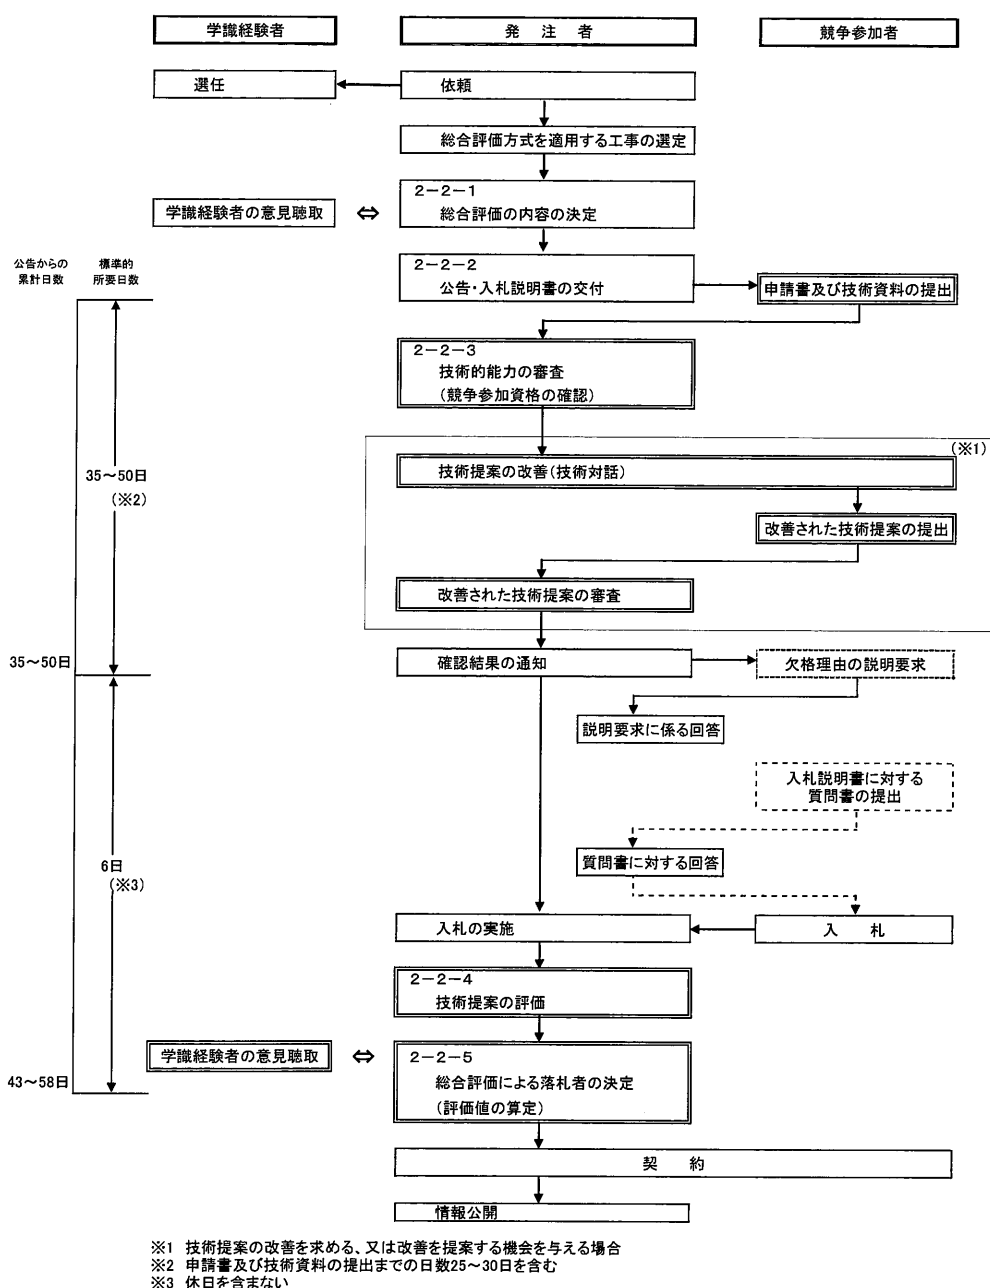 学識経験者
発　注　者
競争参加者
選任
依頼
総合評価方式を適用する工事の選定
2－2－1
総合評価の内容の決定
学識経験者の意見聴取
⇔
公告からの
累計日数
標準的
所要日数
2－2－2
公告・入札説明書の交付
申請書及び技術資料の提出
2－2－3
技術的能力の審査
(競争参加資格の確認)
(※1)
技術提案の改善(技術対話)
35～50日
(※2)
改善された技術提案の提出
改善された技術提案の審査
35～50日
確認結果の通知
欠格理由の説明要求
説明要求に係る回答
入札説明書に対する
質問書の提出
質問書に対する回答
6日
(※3)
入札の実施
入　　札
2－2－4
技術提案の評価
学識経験者の意見聴取
⇔
2－2－5
総合評価による落札者の決定
(評価値の算定)
43～58日
契　　約
情報公開
※1 技術提案の改善を求める、又は改善を提案する機会を与える場合
※2 申請書及び技術資料の提出までの日数25～30日を含む
※3 休日を含まない